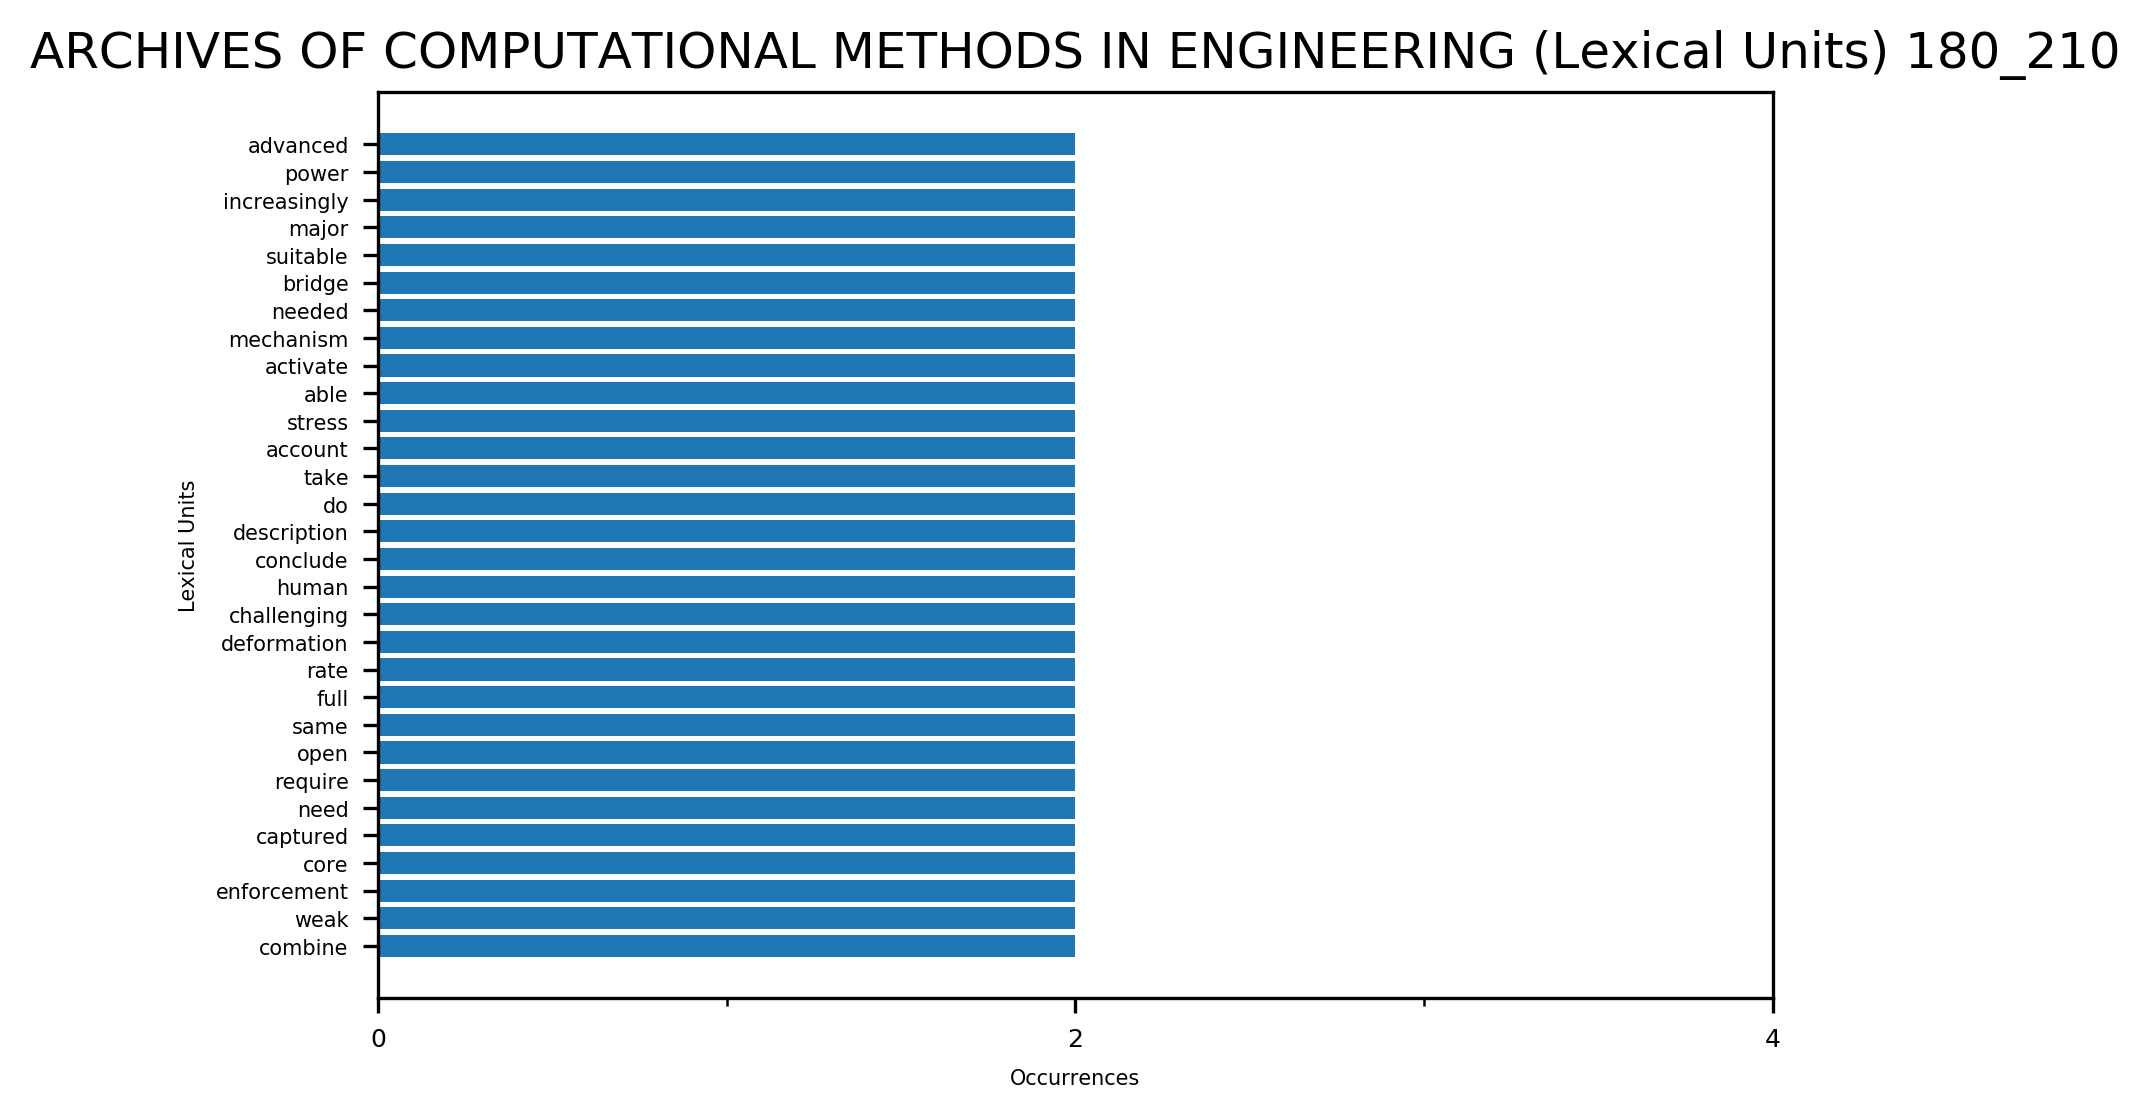 ARCHIVES OF COMPUTATIONAL METHODS IN ENGINEERING (Lexical Units) 180_210
advanced
power
increasingly
major
suitable
bridge
needed
mechanism
activate
able
stress
account
take
do
description
conclude
human
challenging
deformation
rate
full
same
open
require
need
captured
core
enforcement
weak
combine
Lexical Units
0 2 4
Occurrences